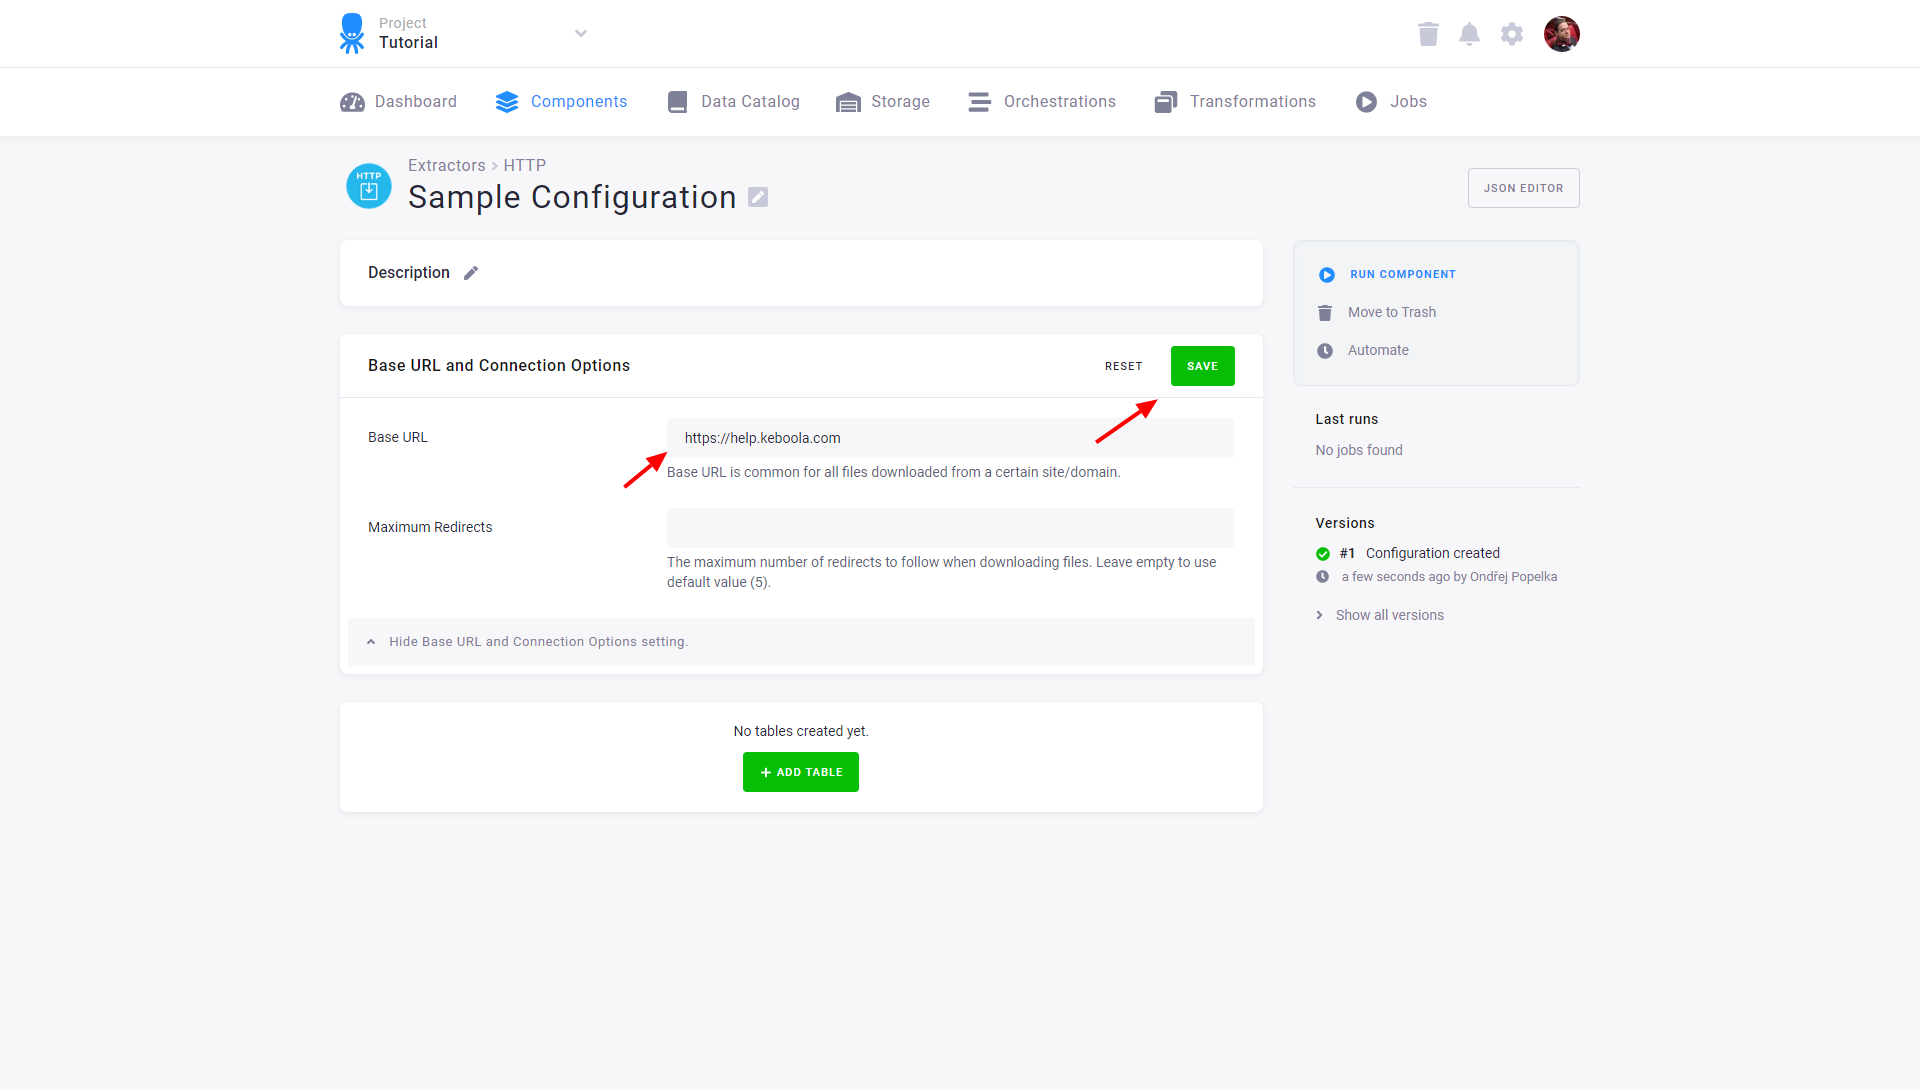 Project
Tutorial
Dashboard
Components
Data Catalog
Storage
Orchestrations
Transformations
Jobs
HTTP
Extractors > HTTP
Sample Configuration
JSON EDITOR
Description
Base URL and Connection Options
RESET
SAVE
Base URL
https://help.keboola.com
Base URL is common for all files downloaded from a certain site/domain.
Maximum Redirects
The maximum number of redirects to follow when downloading files. Leave empty to use
default value (5).
Hide Base URL and Connection Options setting.
No tables created yet.
+ ADD TABLE
RUN COMPONENT
Move to Trash
Automate
Last runs
No jobs found
Versions
#1 Configuration created
a few seconds ago by Ondřej Popelka
Show all versions